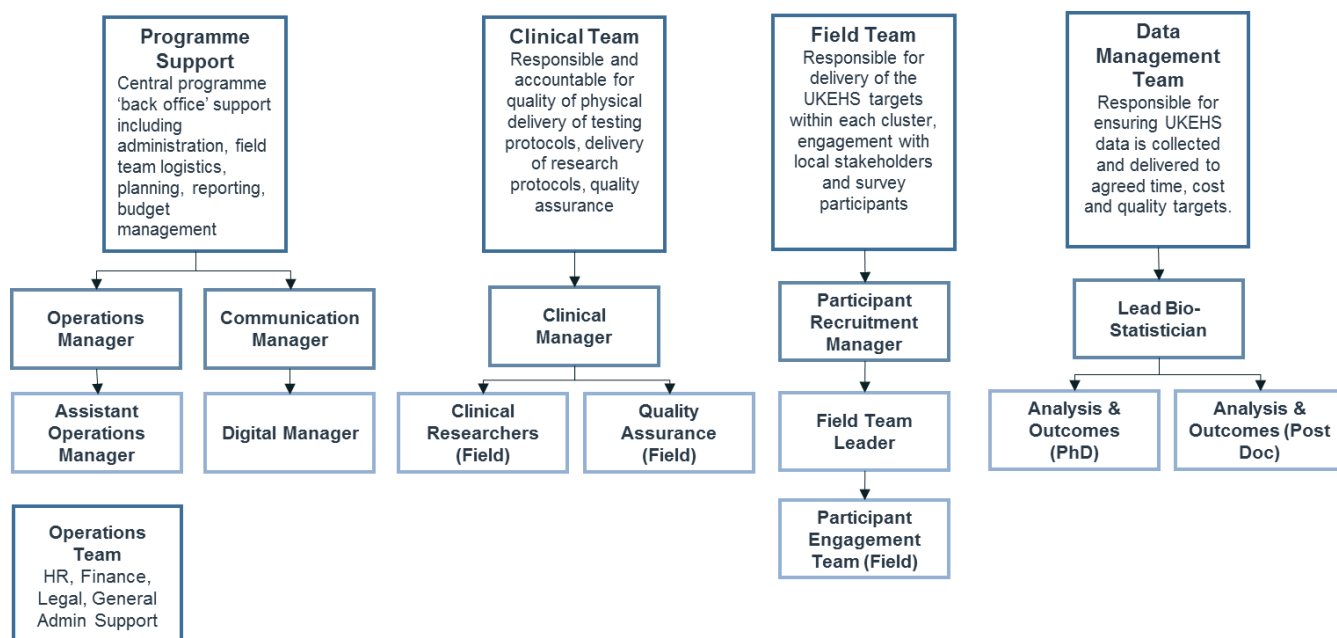 Programme
Support
Central programme
‘back office’ support
including
administration, field
team logistics,
planning, reporting,
budget
management
Clinical Team
Responsible and
accountable for
quality of physical
delivery of testing
protocols, delivery
of research
protocols, quality
assurance
Field Team
Responsible for
delivery of the
UKEHS targets
within each cluster,
engagement with
local stakeholders
and survey
participants
Data
Management
Team
Responsible for
ensuring UKEHS
data is collected
and delivered to
agreed time, cost
and quality targets.
Operations
Manager
Communication
Manager
Clinical
Manager
Participant
Recruitment
Manager
Lead Bio-
Statistician
Assistant
Operations
Manager
Digital Manager
Clinical
Researchers
(Field)
Quality
Assurance
(Field)
Field Team
Leader
Analysis &
Outcomes
(PhD)
Analysis &
Outcomes (Post
Doc)
Operations
Team
HR, Finance,
Legal, General
Admin Support
Participant
Engagement
Team (Field)